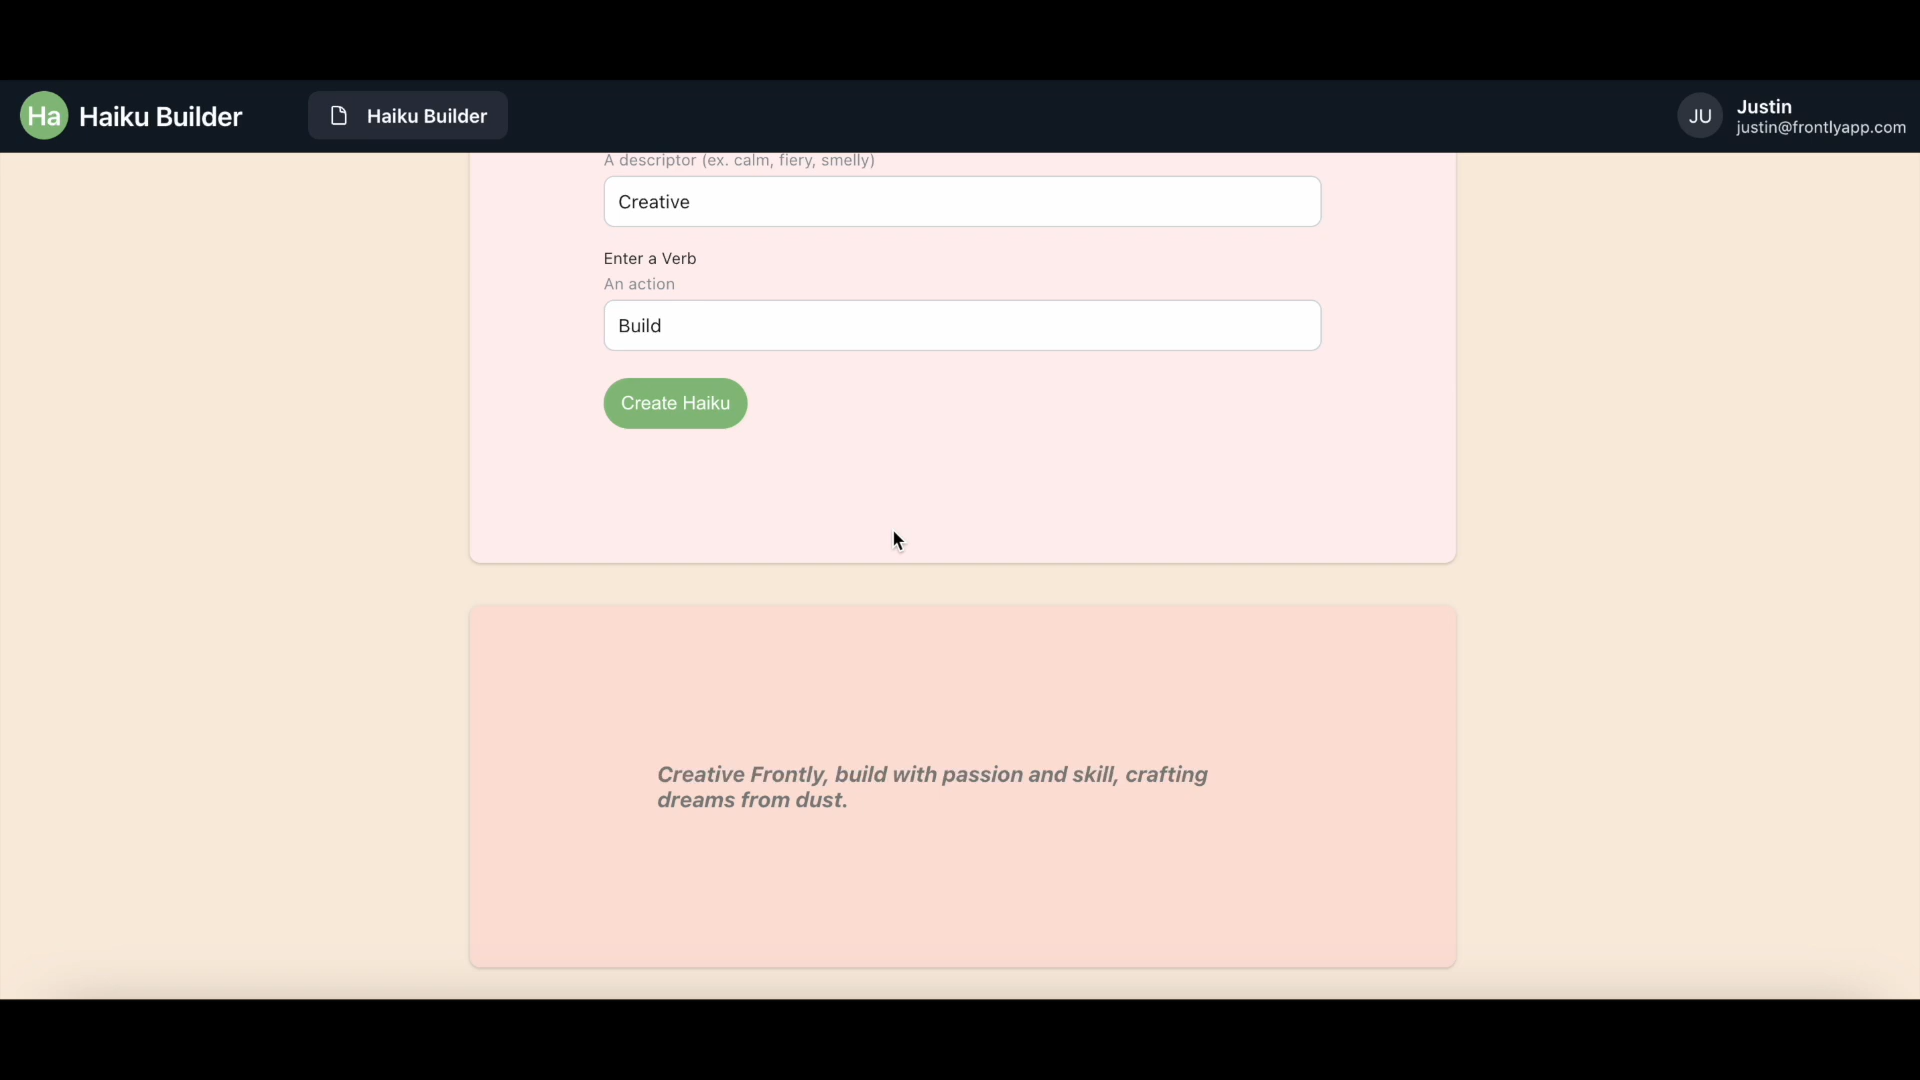 Ha Haiku Builder
Haiku Builder
JU
Justin
justin@frontlyapp.com
A descriptor (ex. calm, fiery, smelly)
Creative
Enter a Verb
An action
Build
Create Haiku
Creative Frontly, build with passion and skill, crafting
dreams from dust.